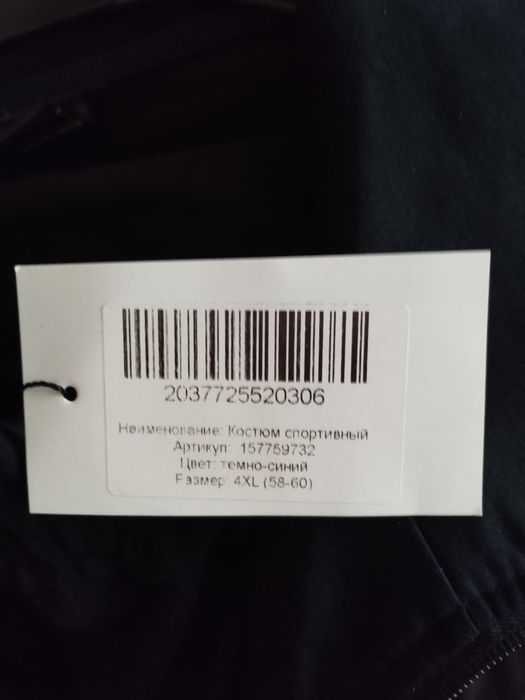 2037725520306
Наименование: Костюм спортивный
Артикул: 157759732
Цвет: темно-синий
Размер: 4XL (58-60)